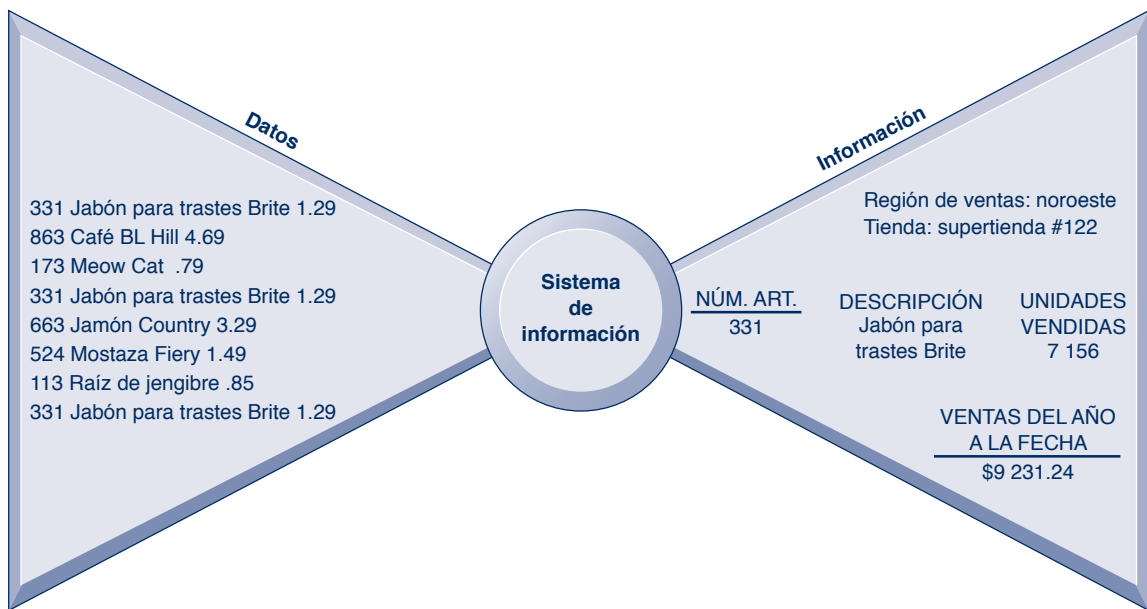 Datos
331 Jabón para trastes Brite 1.29
863 Café BL Hill 4.69
173 Meow Cat .79
331 Jabón para trastes Brite 1.29
663 Jamón Country 3.29
524 Mostaza Fiery 1.49
113 Raíz de jengibre .85
331 Jabón para trastes Brite 1.29
Sistema
de
información
Información
Región de ventas: noroeste
Tienda: supertienda #122
NÚM. ART.
331
DESCRIPCIÓN
Jabón para
trastes Brite
UNIDADES
VENDIDAS
7 156
VENTAS DEL AÑO
A LA FECHA
$9 231.24